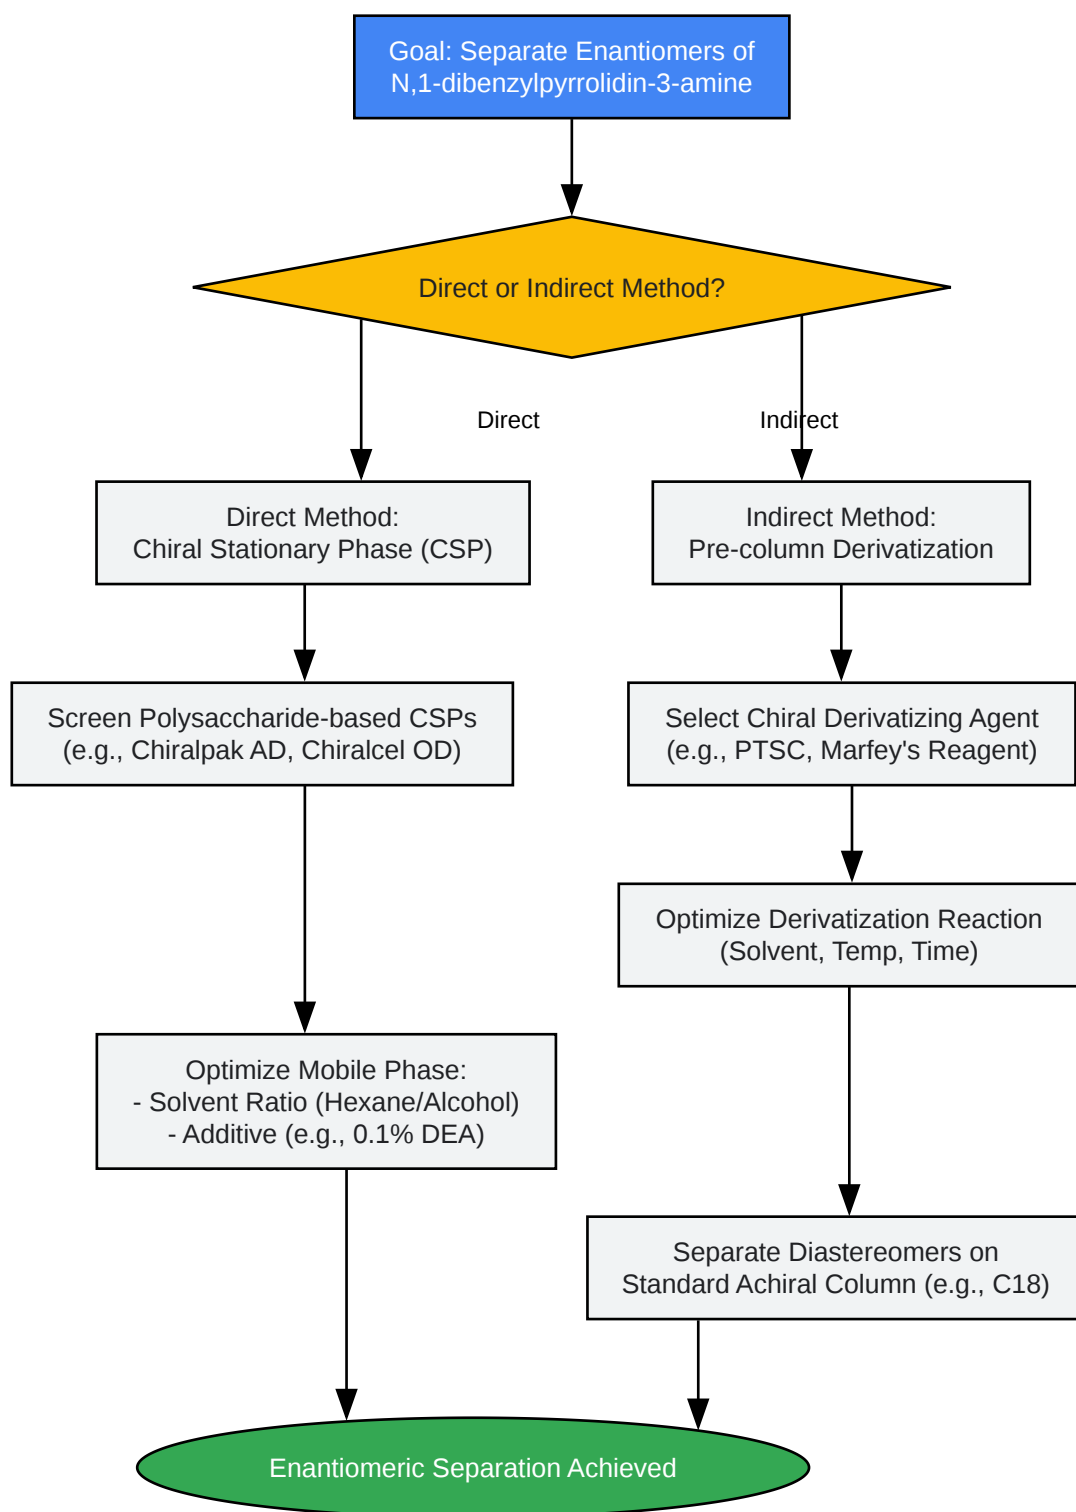 Goal: Separate Enantiomers of
N,1-dibenzylpyrrolidin-3-amine
Direct or Indirect Method?
Direct
Indirect
Direct Method:
Chiral Stationary Phase (CSP)
Indirect Method:
Pre-column Derivatization
Screen Polysaccharide-based CSPs
(e.g., Chiralpak AD, Chiralcel OD)
Select Chiral Derivatizing Agent
(e.g., PTSC, Marfey's Reagent)
Optimize Derivatization Reaction
(Solvent, Temp, Time)
Optimize Mobile Phase:
- Solvent Ratio (Hexane/Alcohol)
- Additive (e.g., 0.1% DEA)
Separate Diastereomers on
Standard Achiral Column (e.g., C18)
Enantiomeric Separation Achieved